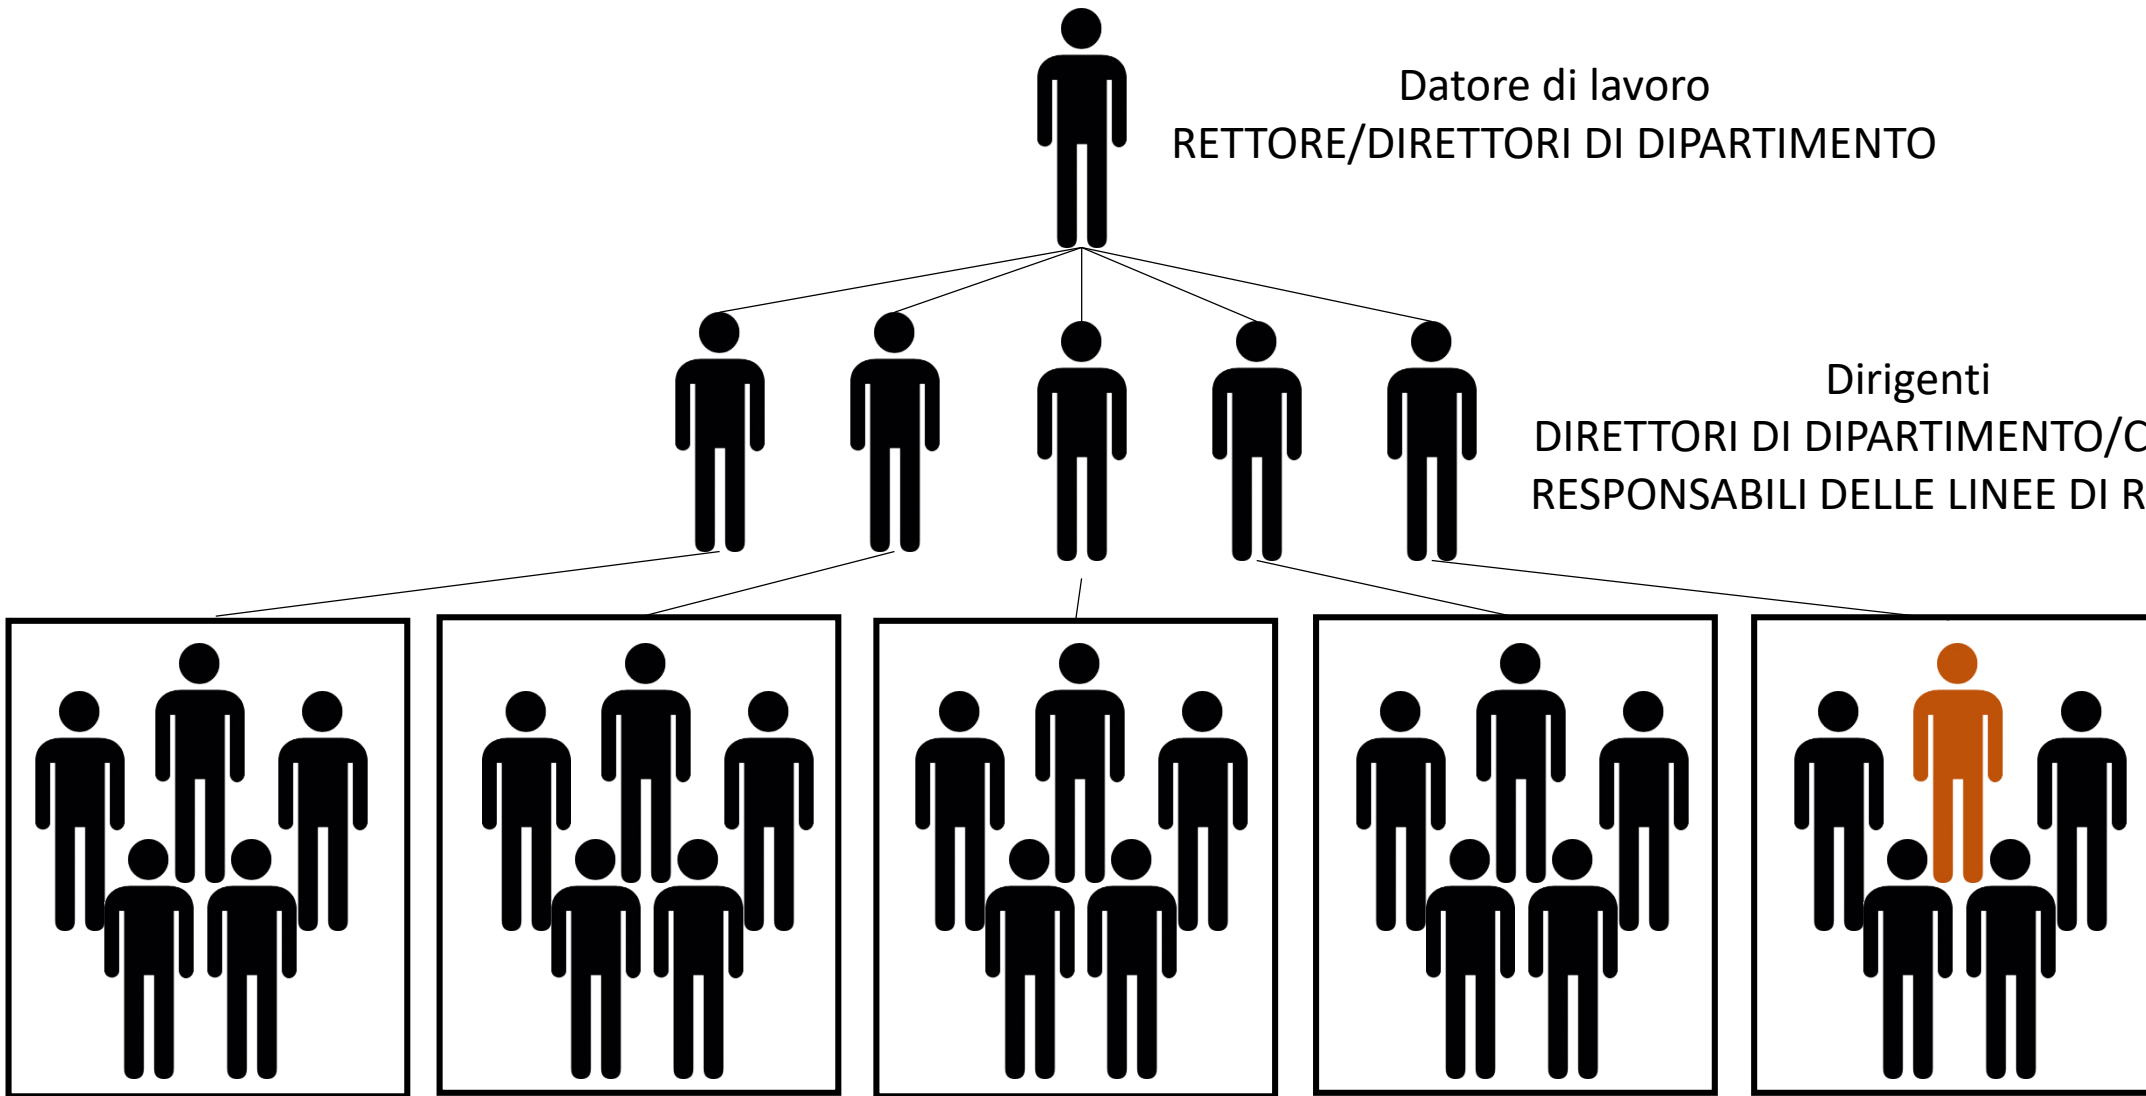 Datore di lavoro
RETTORE/DIRETTORI DI DIPARTIMENTO
Dirigenti
DIRETTORI DI DIPARTIMENTO/
RESPONSABILI DELLE LINEE DI R